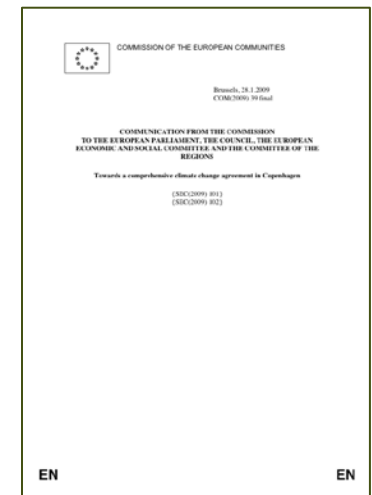 COMMISSION OF THE EUROPEAN COMMUNITIES
Brussels, 28.1.2009
COM(2009) 39 final
COMMUNICATION FROM THE COMMISSION
TO THE EUROPEAN PARLIAMENT, THE COUNCIL, THE EUROPEAN
ECONOMIC AND SOCIAL COMMITTEE AND THE COMMITTEE OF THE
REGIONS
Towards a comprehensive climate change agreement in Copenhagen
{SEC(2009) 101}
{SEC(2009) 102}
EN
EN